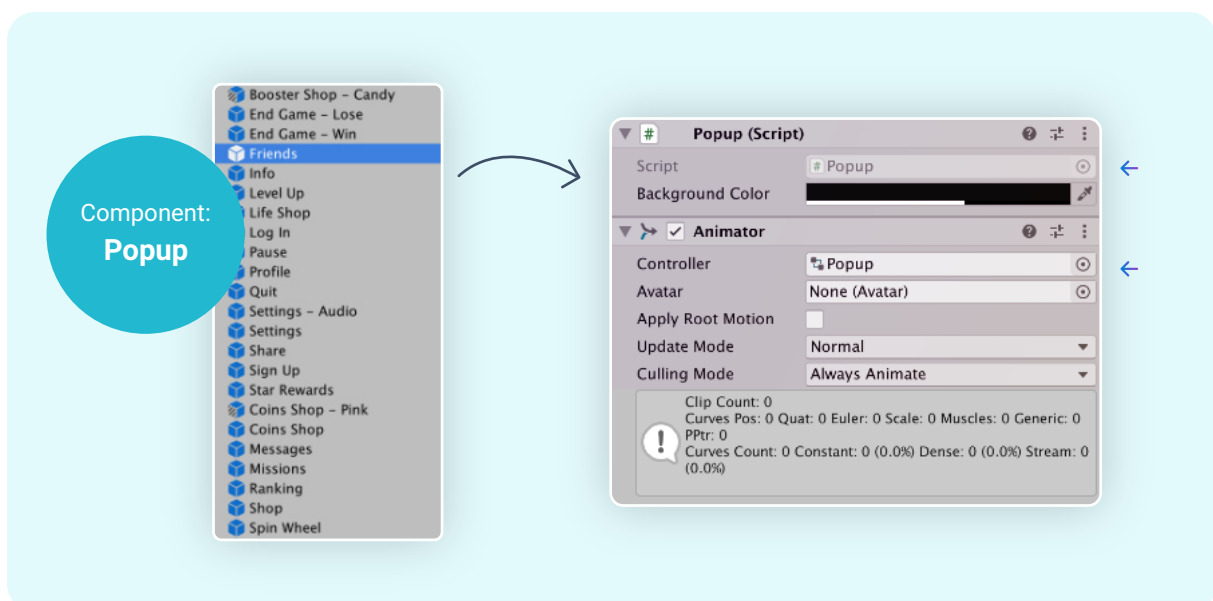 Component:
Popup
Booster Shop – Candy
End Game – Lose
End Game – Win
Friends
Info
Level Up
Life Shop
Log In
Pause
Profile
Quit
Settings – Audio
Settings
Share
Sign Up
Star Rewards
Coins Shop – Pink
Coins Shop
Messages
Missions
Ranking
Shop
Spin Wheel
# Popup (Script)
Script # Popup
Background Color
Animator
Controller Popup
Avatar None (Avatar)
Apply Root Motion
Update Mode Normal
Culling Mode Always Animate
Clip Count: 0
Curves Pos: 0 Quat: 0 Euler: 0 Scale: 0 Muscles: 0 Generic: 0
PPtr: 0
Curves Count: 0 Constant: 0 (0.0%) Dense: 0 (0.0%) Stream: 0
(0.0%)